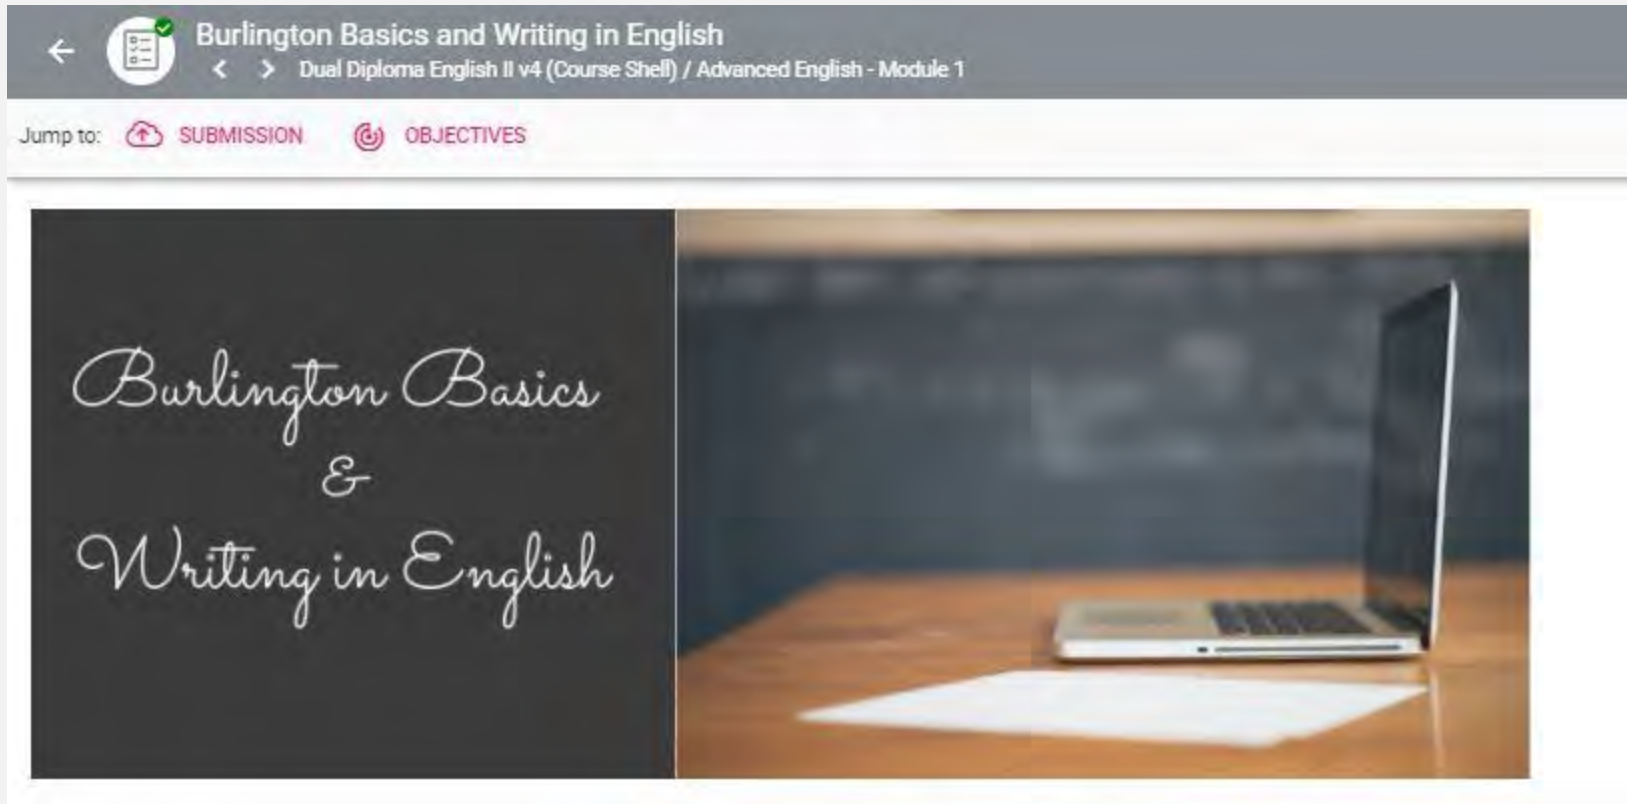 Burlington Basics and Writing in English
Dual Diploma English II v4 (Course Shell) / Advanced English - Module 1
Jump to: SUBMISSION OBJECTIVES
Burlington Basics
&
Writing in English